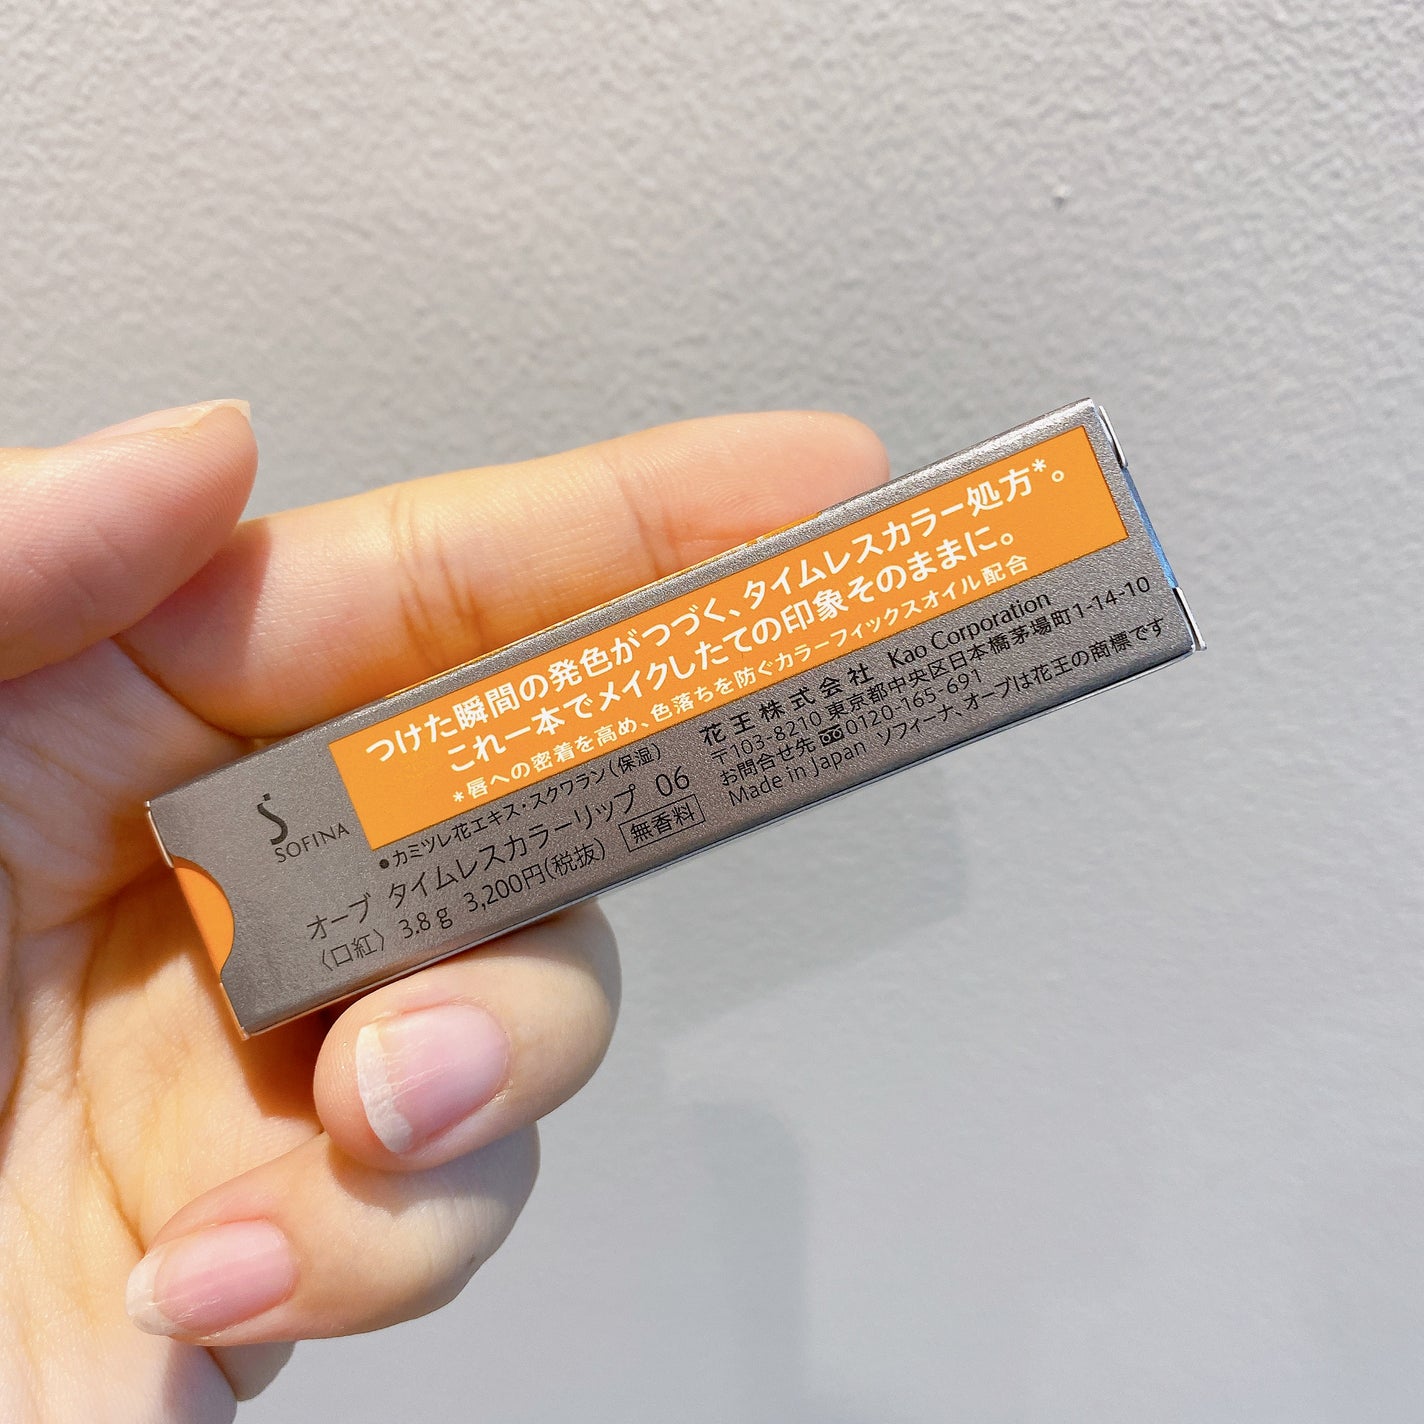 つけた瞬間の発色がつづく、タイムレスカラー処方*。
これ一本でメイクしたての印象そのままに。
*唇への密着を高め、色落ちを防ぐカラーフィックスオイル配合
SOFINA
●カミツレ花エキス・スクワラン(保湿)
オーブ タイムレスカラーリップ 06
〈口紅〉 3.8g 3,200円(税抜) 無香料
花王株式会社 Kao Corporation
〒103-8210 東京都中央区日本橋茅場町1-14-10
お問合せ先 0120-165-691
Made in Japan ソフィーナ、オーブは花王の商標です